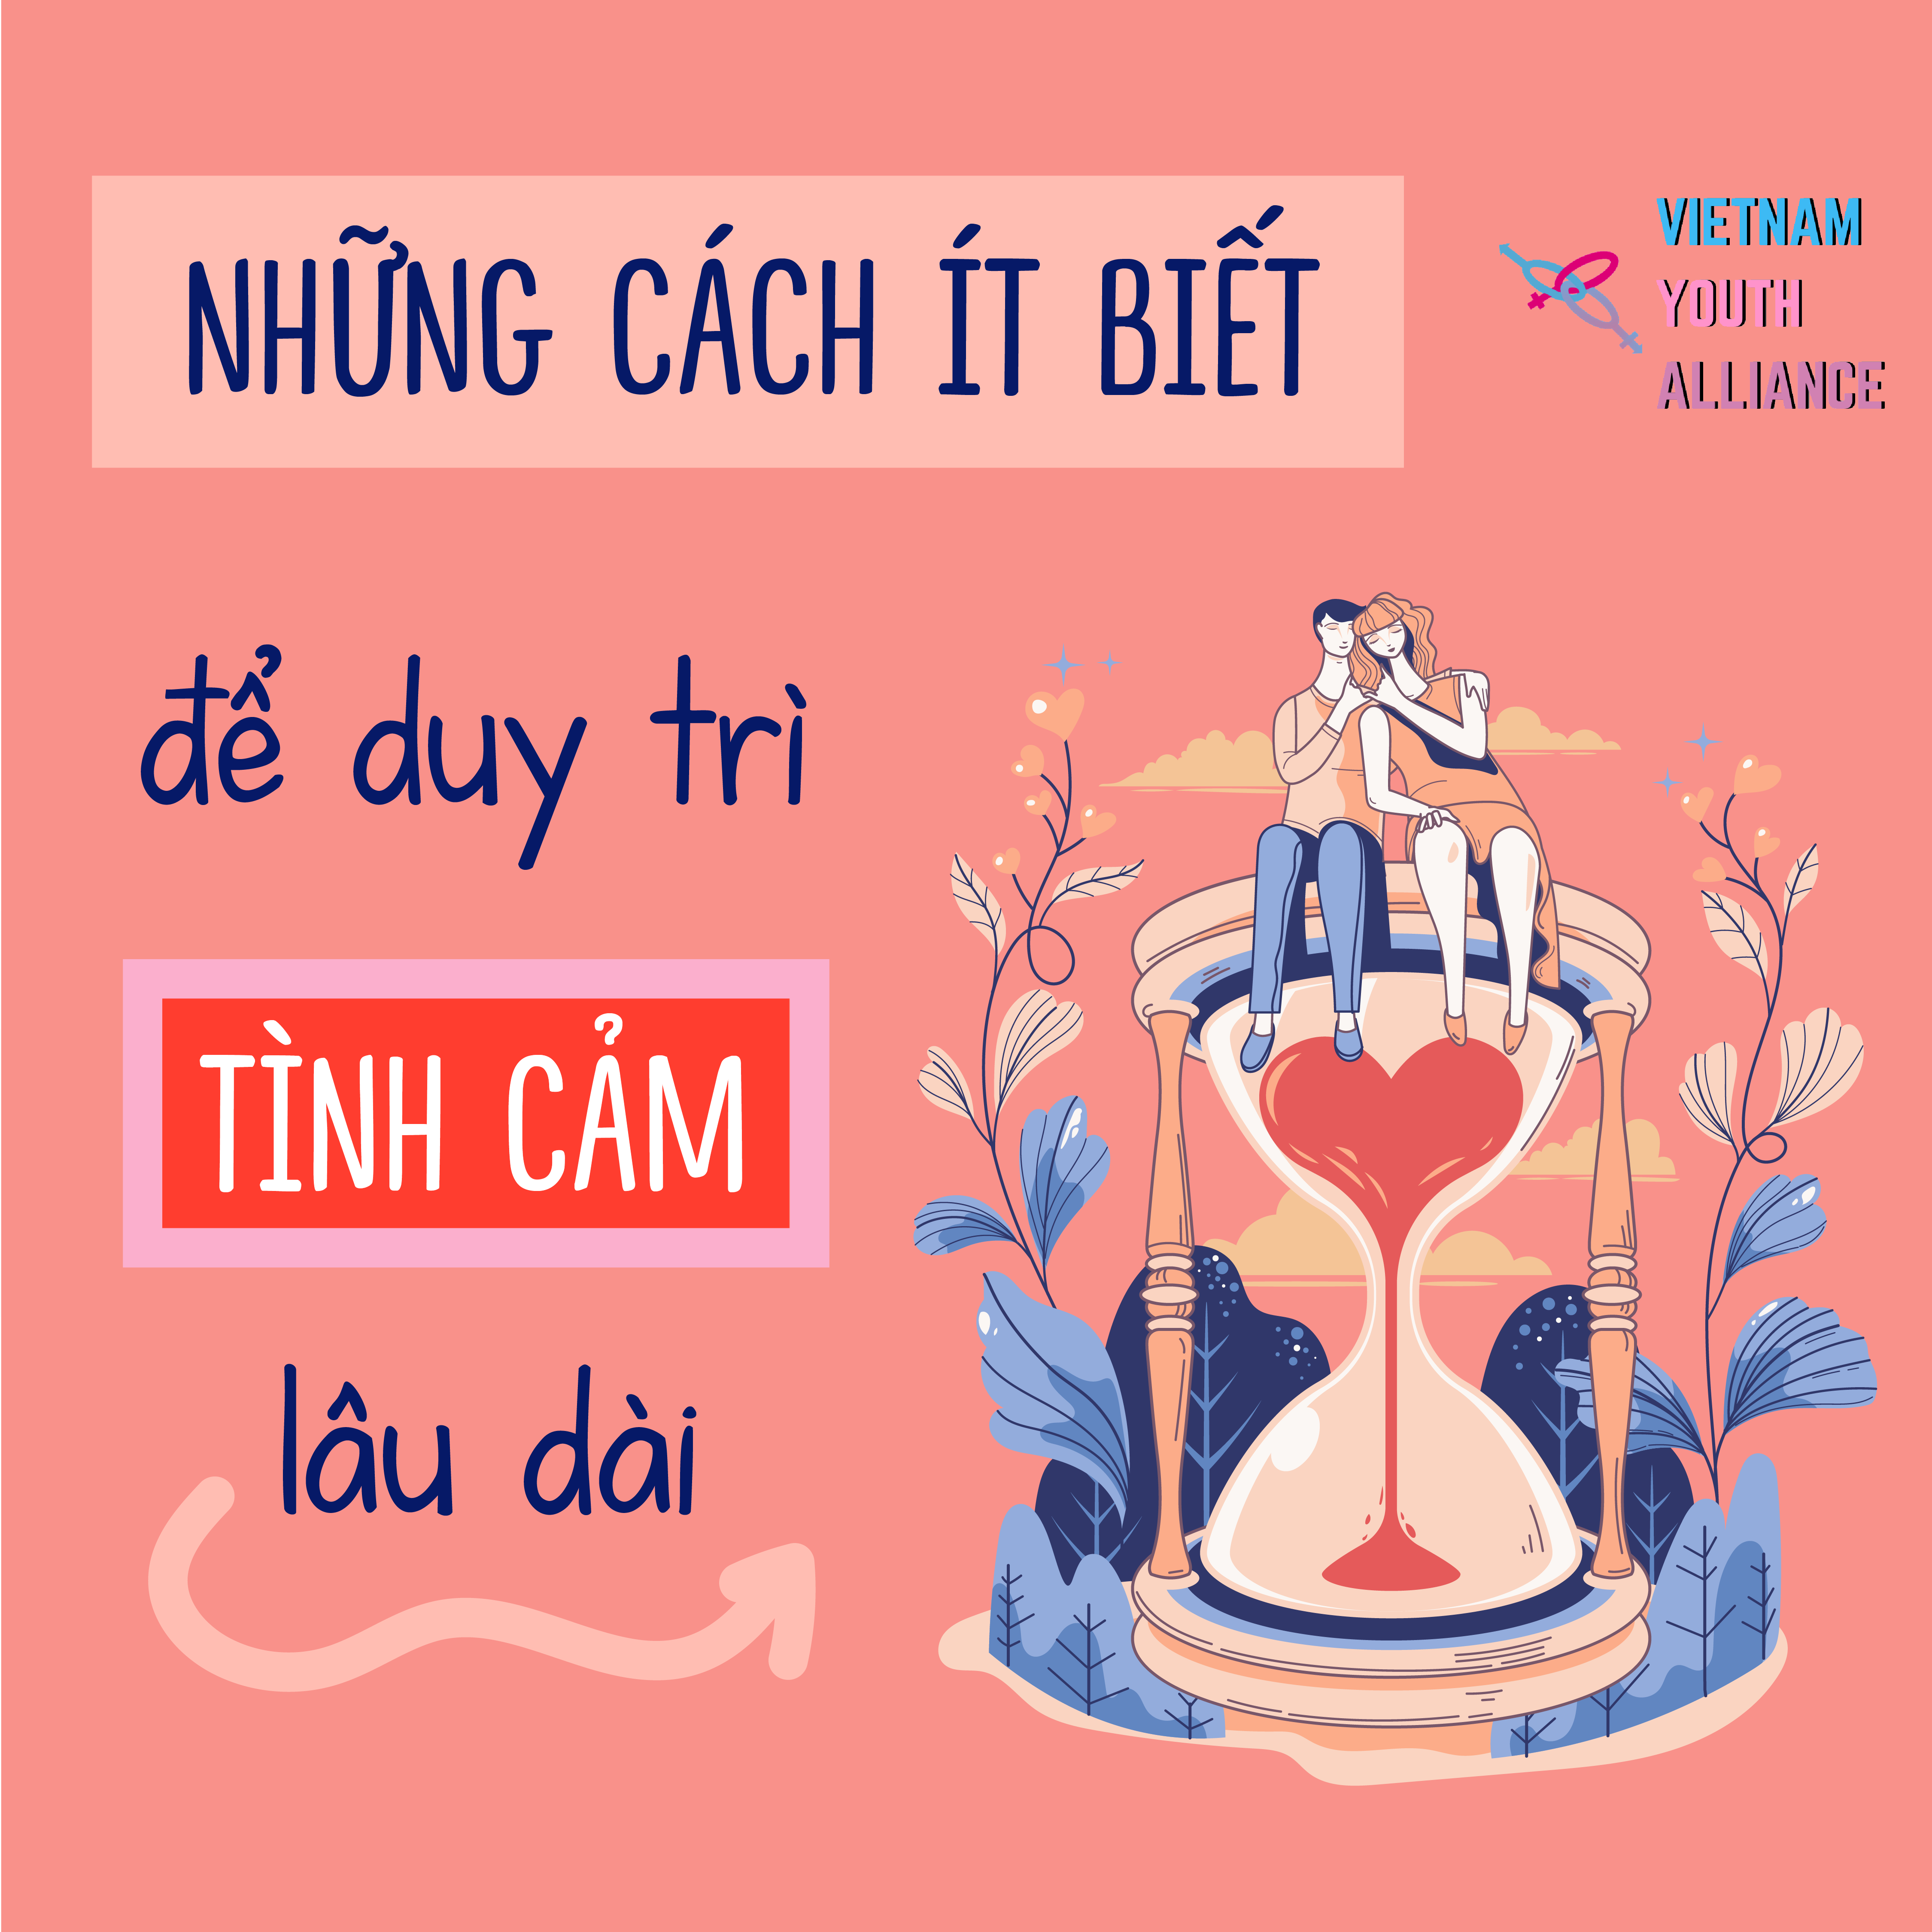 NHỮNG CÁCH ÍT BIẾT
VIETNAM
YOUTH
ALLIANCE
để duy trì
TÌNH CẢM
lâu dài